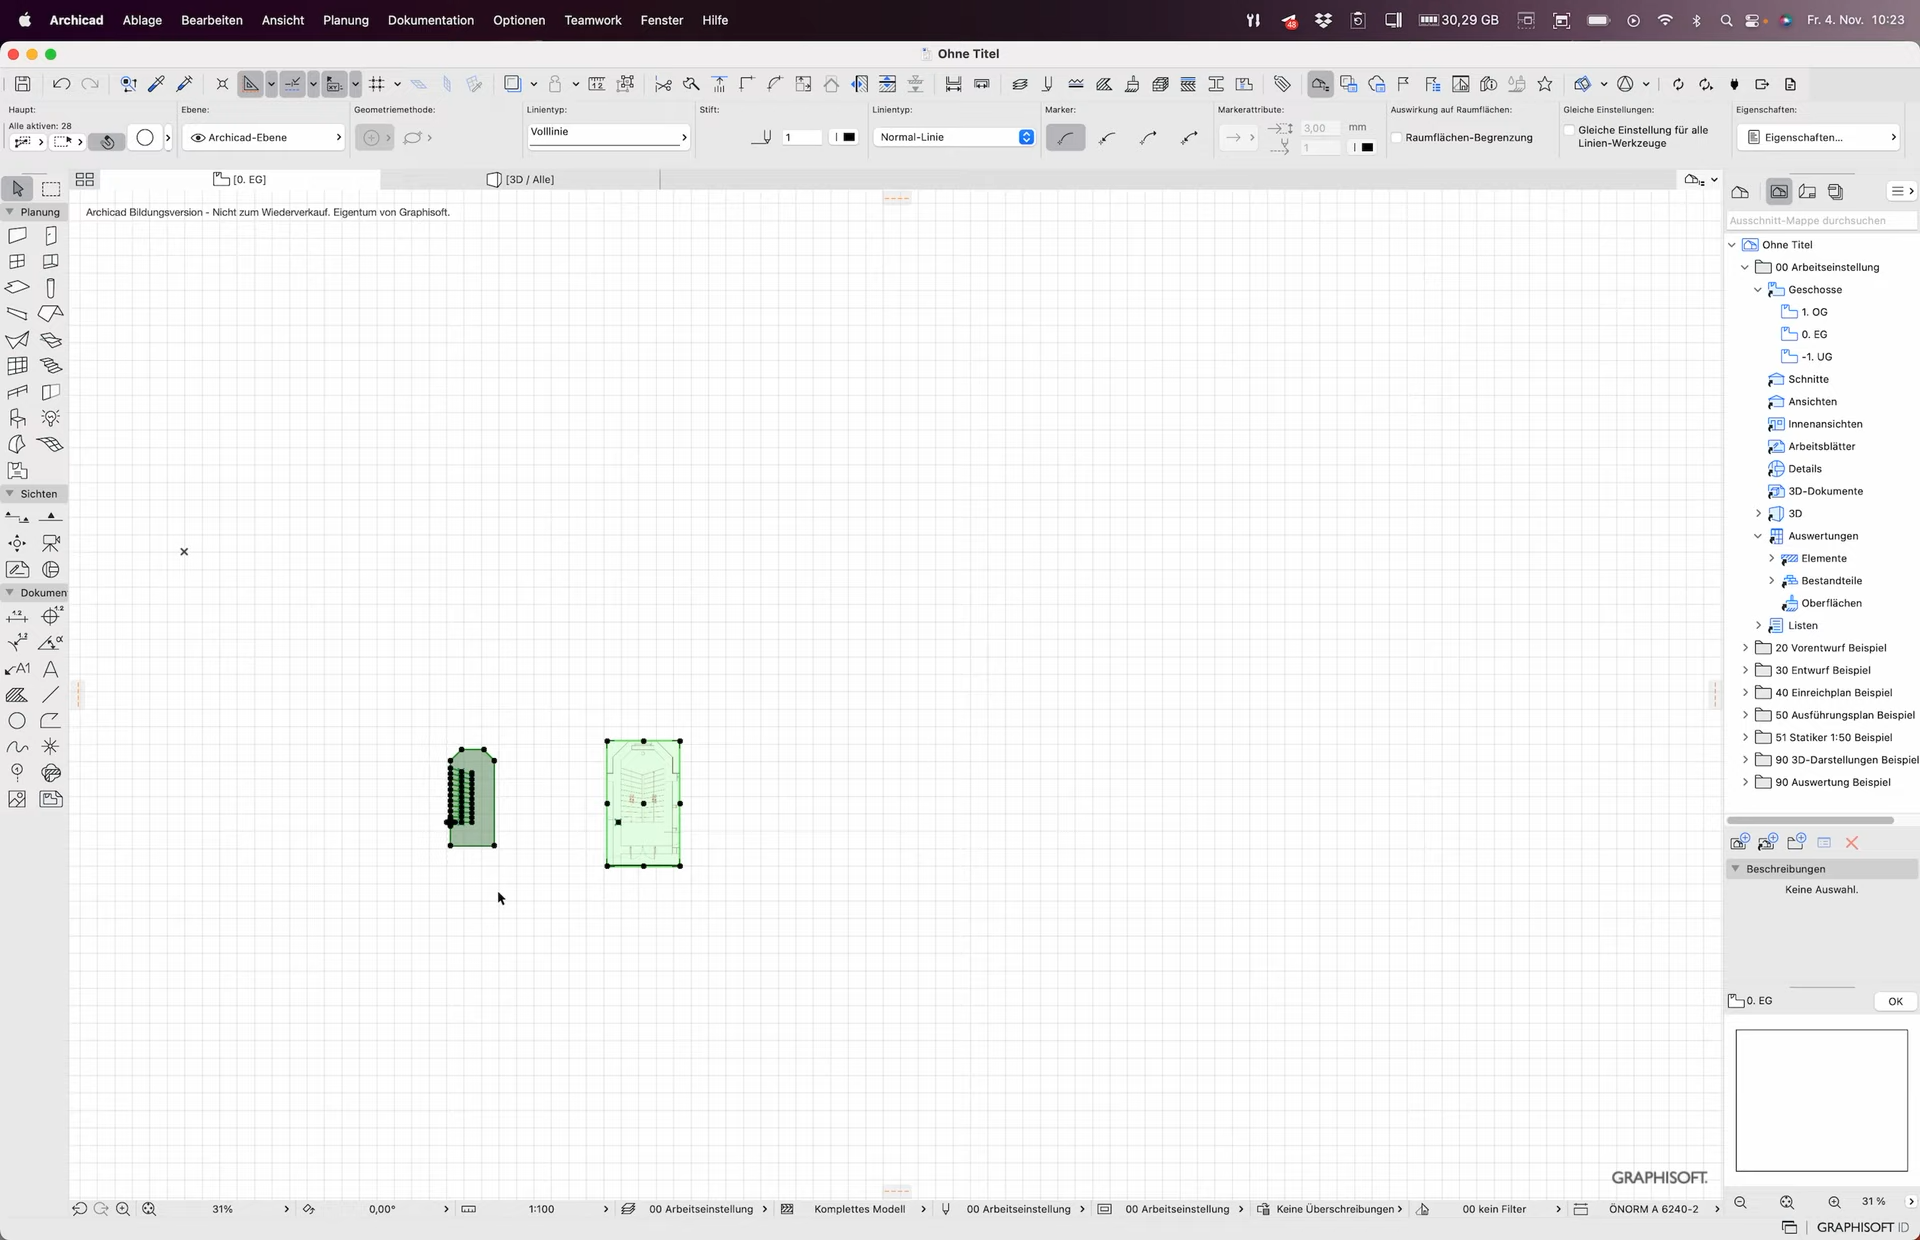 Archicad Ablage Bearbeiten Ansicht Planung Dokumentation Optionen Teamwork Fenster Hilfe 48 30,29 GB Fr. 4. Nov. 10:23
Ohne Titel
Haupt: Ebene: Geometriemethode: Linientyp: Stift: Linientyp: Marker: Markerattribute: Auswirkung auf Raumflächen: Gleiche Einstellungen: Eigenschaften:
Alle aktiven: 28
Archicad-Ebene
Volllinie
1
Normal-Linie
3,00 mm
1
Raumflächen-Begrenzung
Gleiche Einstellung für alle
Linien-Werkzeuge
Eigenschaften...
[0. EG]
[3D / Alle]
Planung
Archicad Bildungsversion - Nicht zum Wiederverkauf. Eigentum von Graphisoft.
Sichten
Dokumen
1.2
1.2
1.2
α
A1
A
Ausschnitt-Mappe durchsuchen
Ohne Titel
00 Arbeitseinstellung
Geschosse
1. OG
0. EG
-1. UG
Schnitte
Ansichten
Innenansichten
Arbeitsblätter
Details
3D-Dokumente
3D
Auswertungen
Elemente
Bestandteile
Oberflächen
Listen
20 Vorentwurf Beispiel
30 Entwurf Beispiel
40 Einreichplan Beispiel
50 Ausführungsplan Beispiel
51 Statiker 1:50 Beispiel
90 3D-Darstellungen Beispiel
90 Auswertung Beispiel
Beschreibungen
Keine Auswahl.
0. EG
OK
GRAPHISOFT.
31% 0,00° 1:100 00 Arbeitseinstellung Komplettes Modell 00 Arbeitseinstellung 00 Arbeitseinstellung Keine Überschreibungen 00 kein Filter ÖNORM A 6240-2
31 %
GRAPHISOFT ID